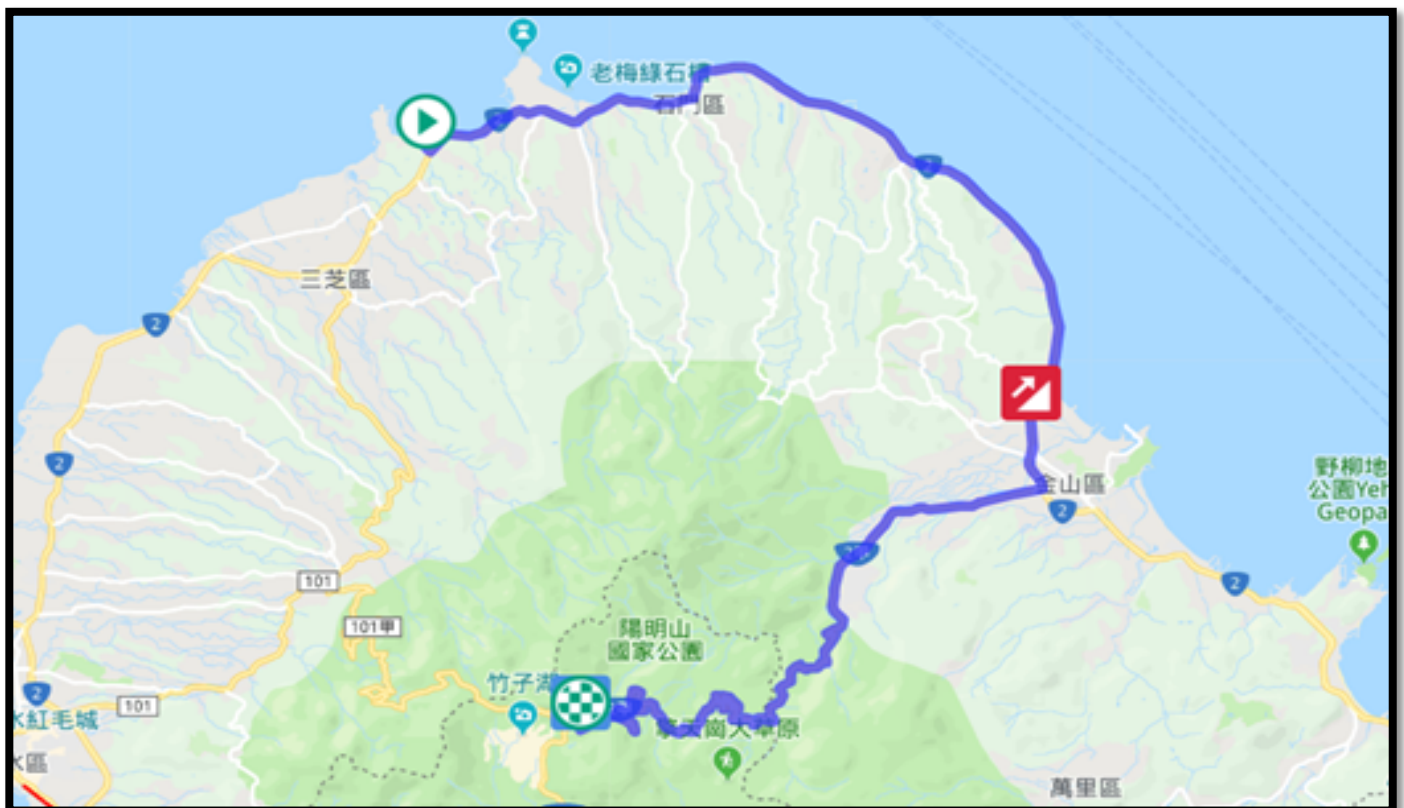 老梅綠石槽
2
石門區
2
三芝區
2
2
野柳地
公園Yeh
Geopa
金山區
2
2
101
101甲
陽明山
國家公園
竹子湖
2
101
水紅毛城
擎天崗大草原
區
萬里區